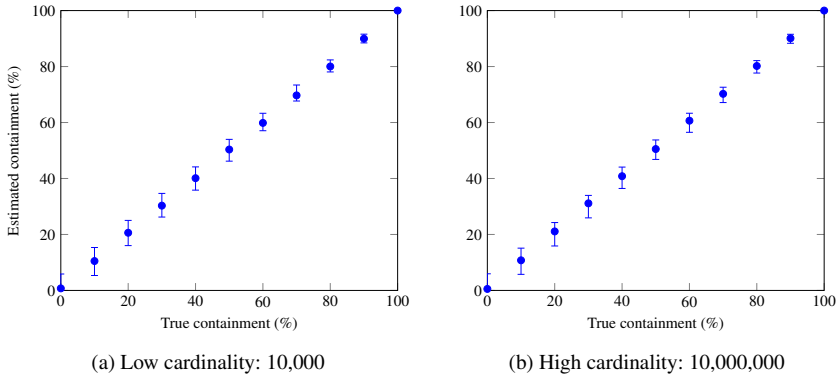 100
80
60
40
20
0
Estimated containment (%)
0 20 40 60 80 100
True containment (%)
(a) Low cardinality: 10,000
100
80
60
40
20
0
0 20 40 60 80 100
True containment (%)
(b) High cardinality: 10,000,000